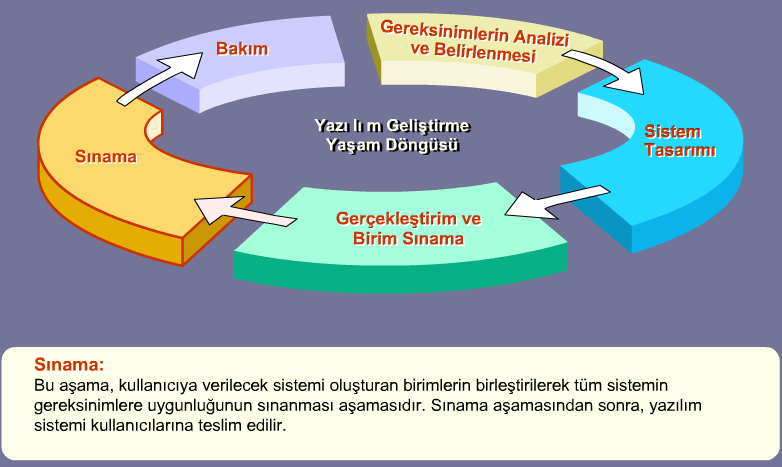 Gereksinimlerin Analizi
ve Belirlenmesi
Bakım
Sistem
Tasarımı
Yazı lı m Geliştirme
Yaşam Döngüsü
Sınama
Gerçekleştirim ve
Birim Sınama
Sınama:
Bu aşama, kullanıcıya verilecek sistemi oluşturan birimlerin birleştirilerek tüm sistemin
gereksinimlere uygunluğunun sınanması aşamasıdır. Sınama aşamasından sonra, yazılım
sistemi kullanıcılarına teslim edilir.